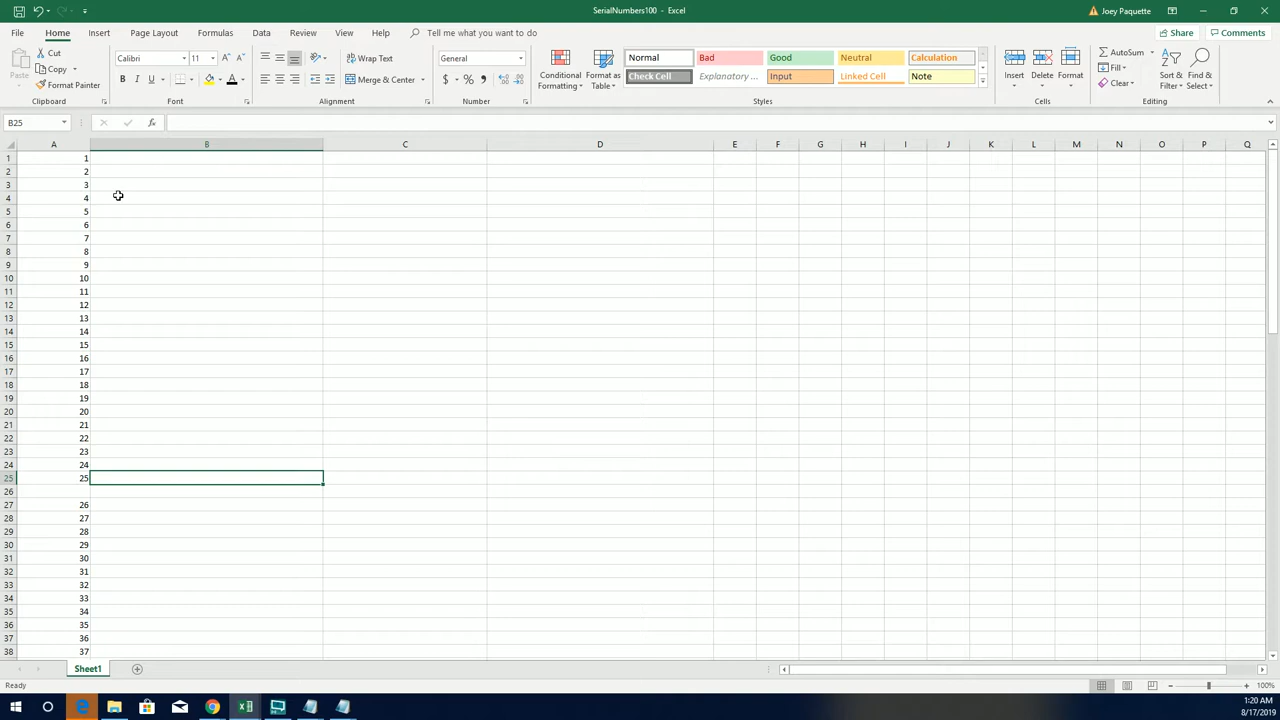 SerialNumbers100 - Excel
Joey Paquette
File Home Insert Page Layout Formulas Data Review View Help Tell me what you want to do
Share Comments
Paste Cut Copy Format Painter
Clipboard
Calibri 11
B I U A
Font
Wrap Text
Merge & Center
Alignment
General
$ % ,
Number
Conditional Formatting Format as Table
Normal Bad Good Neutral Calculation
Check Cell Explanatory ... Input Linked Cell Note
Styles
Insert Delete Format
Cells
AutoSum
Fill
Clear
Sort & Filter Find & Select
Editing
B25 fx
A B C D E F G H I J K L M N O P Q
1 1
2 2
3 3
4 4
5 5
6 6
7 7
8 8
9 9
10 10
11 11
12 12
13 13
14 14
15 15
16 16
17 17
18 18
19 19
20 20
21 21
22 22
23 23
24 24
25 25
26
27 26
28 27
29 28
30 29
31 30
32 31
33 32
34 33
35 34
36 35
37 36
38 37
Sheet1
Ready
100%
1:20 AM
8/17/2019